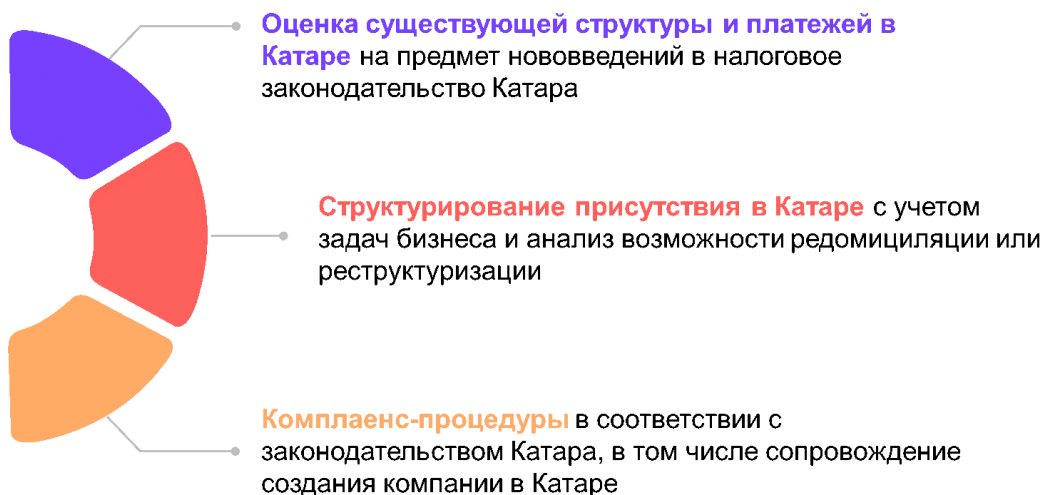 Оценка существующей структуры и платежей в
Катаре на предмет нововведений в налоговое
законодательство Катара
Структурирование присутствия в Катаре с учетом
задач бизнеса и анализ возможности редомициляции или
реструктуризации
Комплаенс-процедуры в соответствии с
законодательством Катара, в том числе сопровождение
создания компании в Катаре